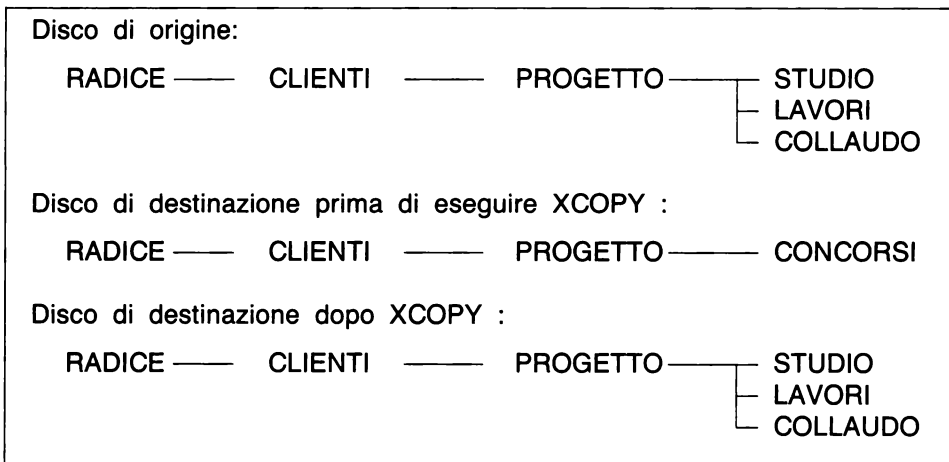 Disco di origine:
RADICE CLIENTI PROGETTO STUDIO
LAVORI
COLLAUDO
Disco di destinazione prima di eseguire XCOPY :
RADICE CLIENTI PROGETTO CONCORSI
Disco di destinazione dopo XCOPY :
RADICE CLIENTI PROGETTO STUDIO
LAVORI
COLLAUDO